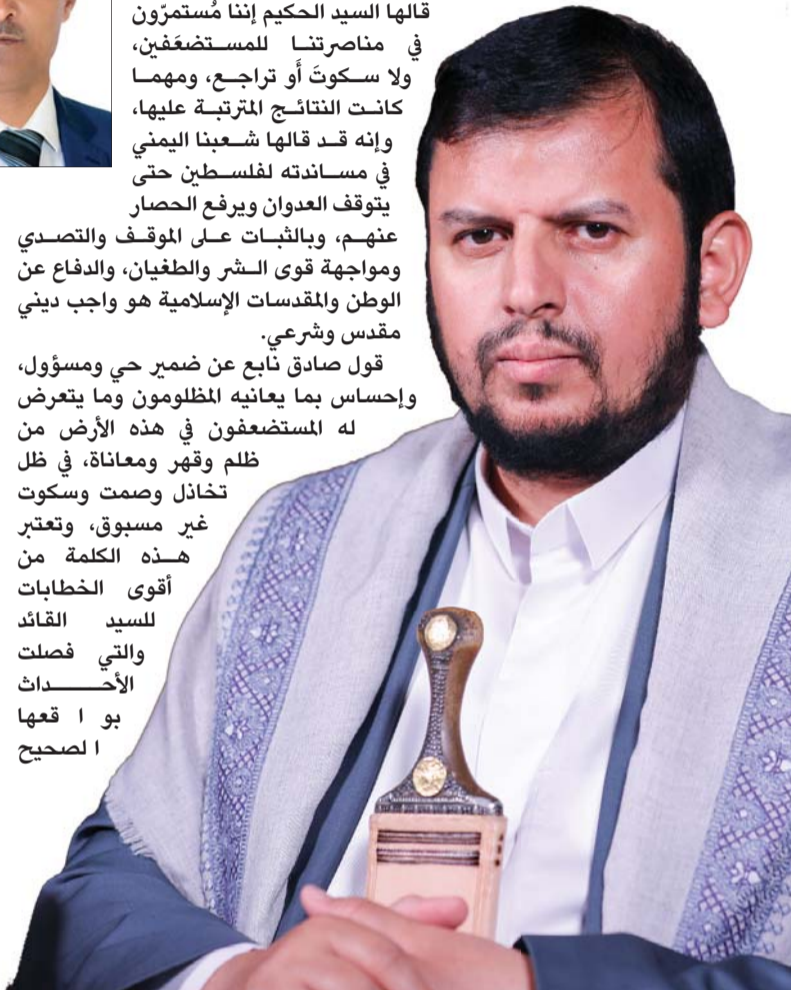 قالها السيد الحكيم إننا مُستمرّون
في مناصرتنا للمستضعَفين،
ولا سكوتَ أَو تراجع، ومهما
كانت النتائج المترتبة عليها،
وإنه قد قالها شعبنا اليمني
في مساندته لفلسطين حتى
يتوقف العدوان ويرفع الحصار
عنهم، وبالثبات على الموقف والتصدي
ومواجهة قوى الشر والطغيان، والدفاع عن
الوطن والمقدسات الإسلامية هو واجب ديني
مقدس وشرعي.
قول صادق نابع عن ضمير حي ومسؤول،
وإحساس بما يعانيه المظلومون وما يتعرض
له المستضعفون في هذه الأرض من
ظلم وقهر ومعاناة، في ظل
تخاذل وصمت وسكوت
غير مسبوق، وتعتبر
هذه الكلمة من
أقوى الخطابات
للسيد القائد
والتي فصلت
الأحداث
بو ا قعها
ا لصحيح